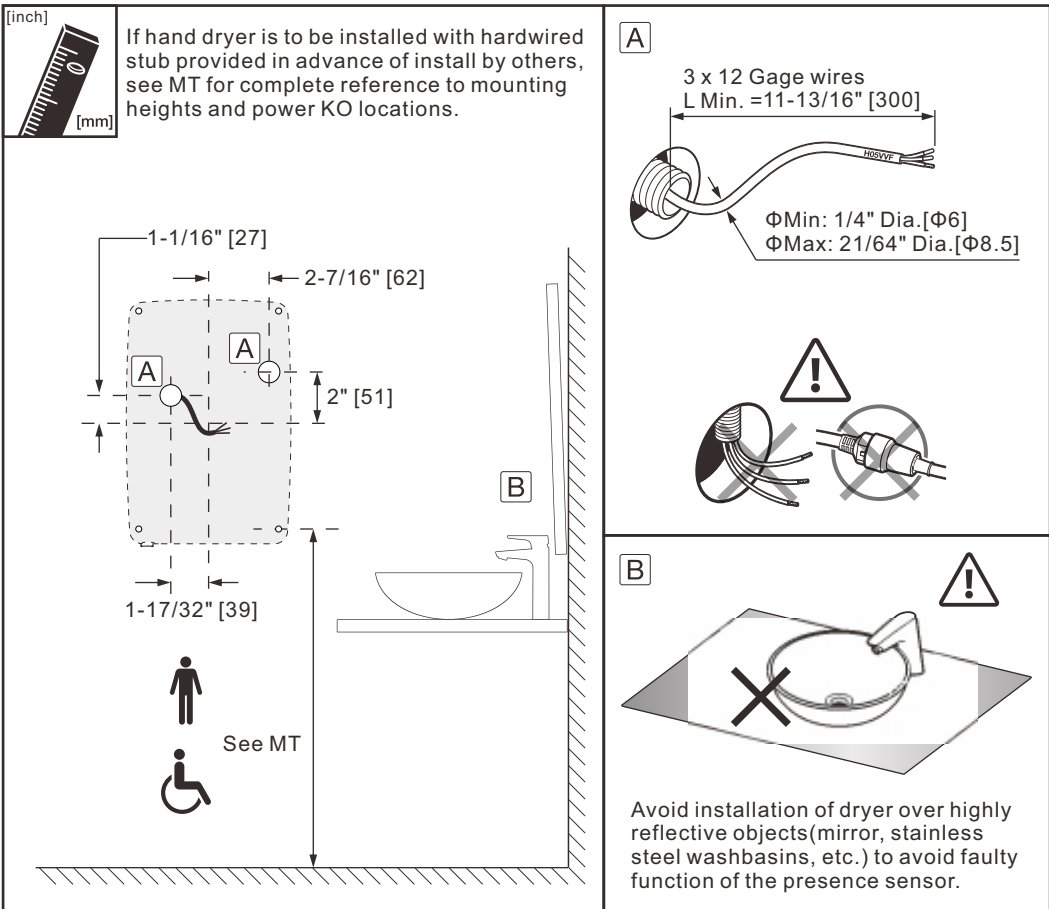 [inch]
[mm]
If hand dryer is to be installed with hardwired
stub provided in advance of install by others,
see MT for complete reference to mounting
heights and power KO locations.
1-1/16" [27]
2-7/16" [62]
A
A
2" [51]
B
1-17/32" [39]
See MT
A
3 x 12 Gage wires
L Min. =11-13/16" [300]
H05VVF
ΦMin: 1/4" Dia.[Φ6]
ΦMax: 21/64" Dia.[Φ8.5]
!
B
!
Avoid installation of dryer over highly
reflective objects(mirror, stainless
steel washbasins, etc.) to avoid faulty
function of the presence sensor.